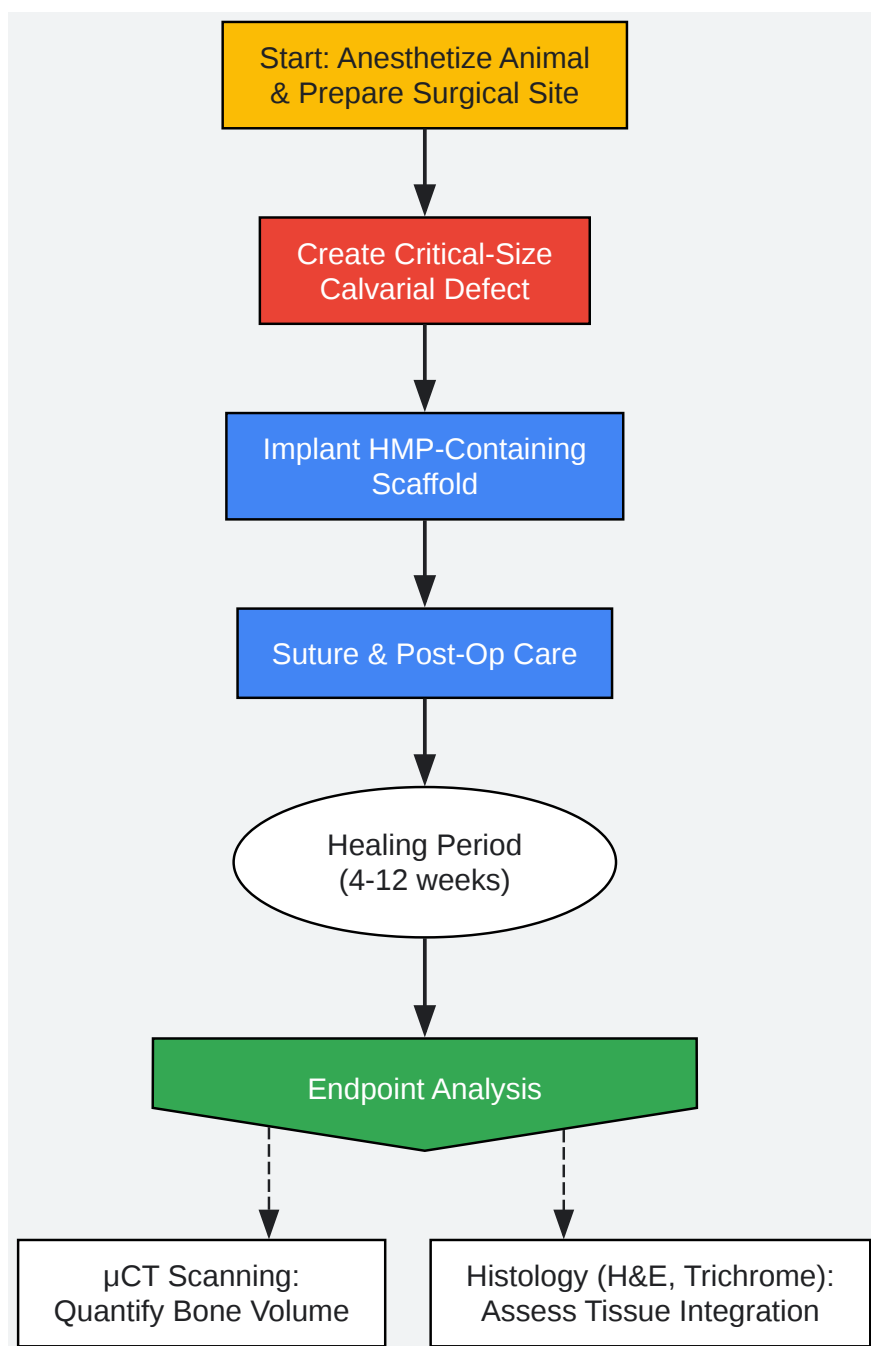 Start: Anesthetize Animal
& Prepare Surgical Site
Create Critical-Size
Calvarial Defect
Implant HMP-Containing
Scaffold
Suture & Post-Op Care
Healing Period
(4-12 weeks)
Endpoint Analysis
μCT Scanning:
Quantify Bone Volume
Histology (H&E, Trichrome):
Assess Tissue Integration